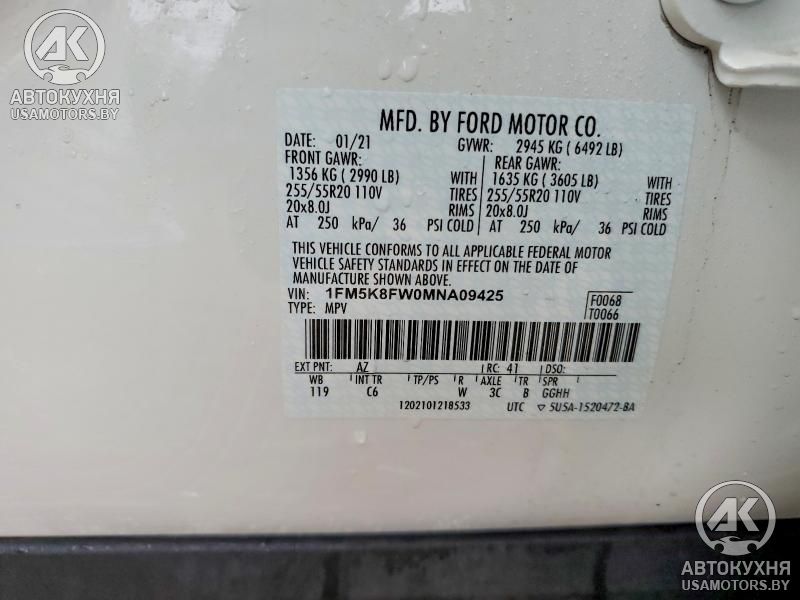 АК
АВТОКУХНЯ
USAMOTORS.BY
MFD. BY FORD MOTOR CO.
DATE: 01/21 GVWR: 2945 KG ( 6492 LB)
FRONT GAWR: REAR GAWR:
1356 KG ( 2990 LB) WITH 1635 KG ( 3605 LB) WITH
255/55R20 110V TIRES 255/55R20 110V TIRES
20x8.0J RIMS 20x8.0J RIMS
AT 250 kPa/ 36 PSI COLD AT 250 kPa/ 36 PSI COLD
THIS VEHICLE CONFORMS TO ALL APPLICABLE FEDERAL MOTOR
VEHICLE SAFETY STANDARDS IN EFFECT ON THE DATE OF
MANUFACTURE SHOWN ABOVE.
VIN: 1FM5K8FW0MNA09425 F0068
TYPE: MPV T0066
EXT PNT: AZ RC: 41 DSO:
WB INT TR TP/PS R AXLE TR SPR
119 C6 W 3C B GGHH
1202101218533 UTC ▽ 5U5A-1520472-BA
АК
АВТОКУХНЯ
USAMOTORS.BY